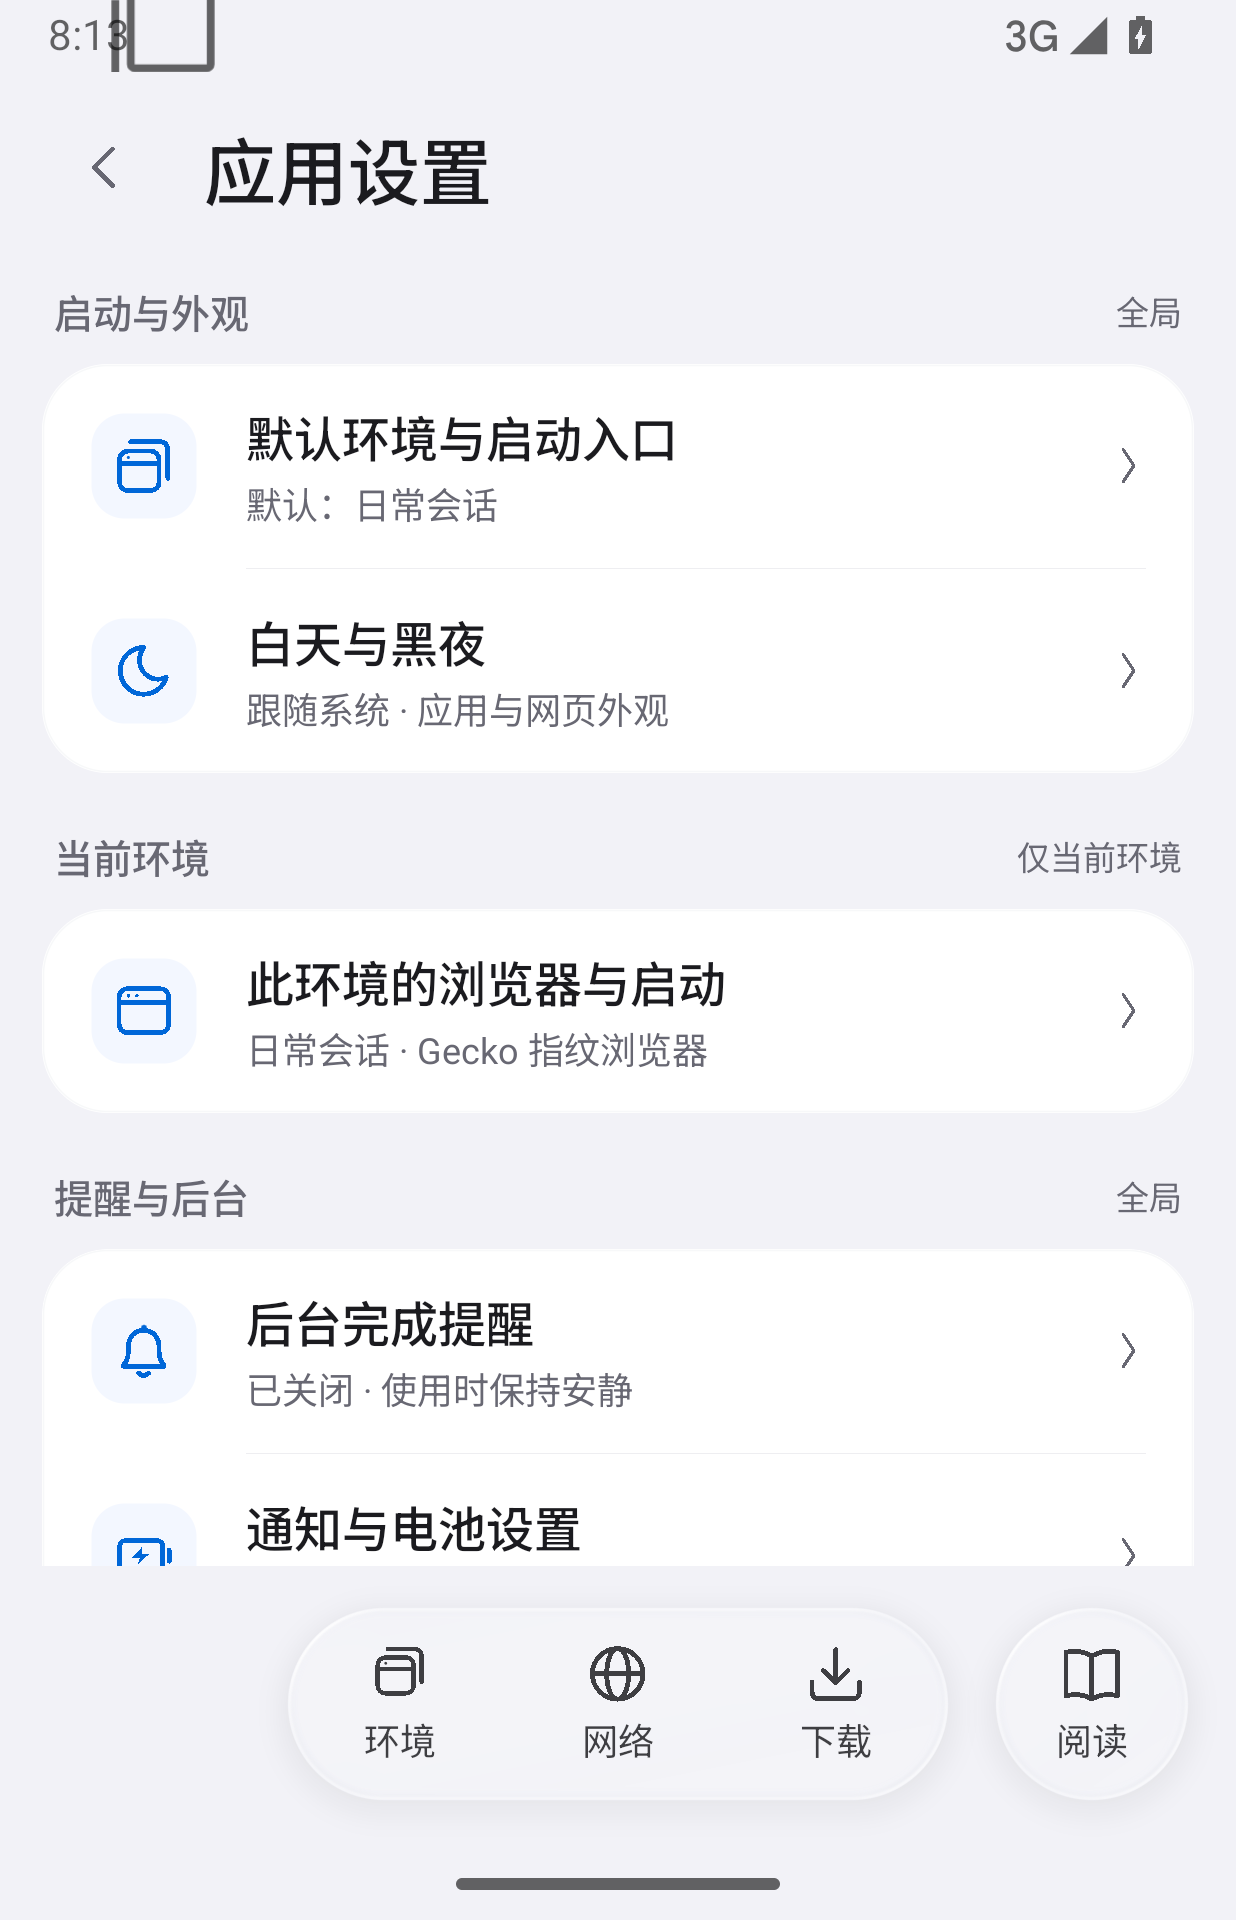 8:13
3G
应用设置
启动与外观
全局
默认环境与启动入口
默认：日常会话
白天与黑夜
跟随系统 · 应用与网页外观
当前环境
仅当前环境
此环境的浏览器与启动
日常会话 · Gecko 指纹浏览器
提醒与后台
全局
后台完成提醒
已关闭 · 使用时保持安静
通知与电池设置
环境
网络
下载
阅读